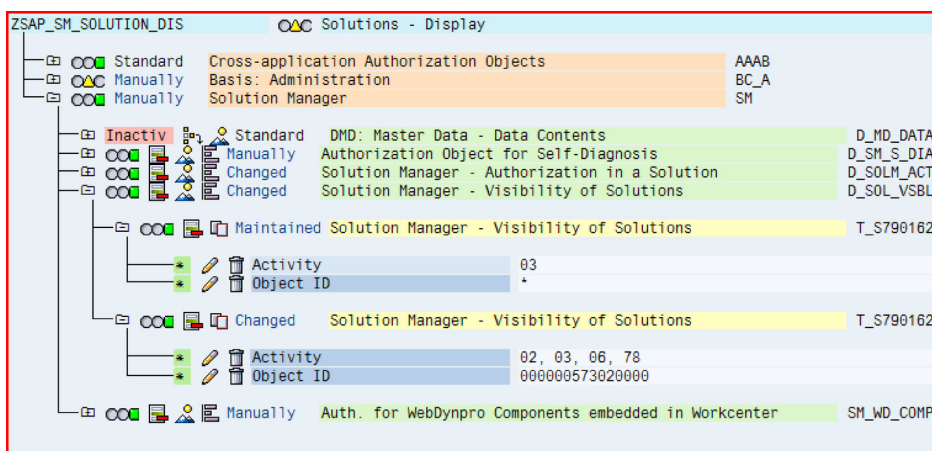 ZSAP_SM_SOLUTION_DIS Solutions - Display
Standard Cross-application Authorization Objects AAAB
Manually Basis: Administration BC_A
Manually Solution Manager SM
Inactiv Standard DMD: Master Data - Data Contents D_MD_DATA
Manually Authorization Object for Self-Diagnosis D_SM_S_DIA
Changed Solution Manager - Authorization in a Solution D_SOLM_ACT
Changed Solution Manager - Visibility of Solutions D_SOL_VSBL
Maintained Solution Manager - Visibility of Solutions T_S790162
* Activity 03
* Object ID *
Changed Solution Manager - Visibility of Solutions T_S790162
* Activity 02, 03, 06, 78
* Object ID 000000573020000
Manually Auth. for WebDynpro Components embedded in Workcenter SM_WD_COMP